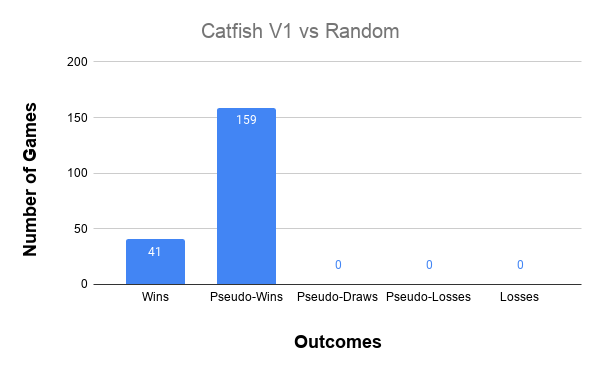 Catfish V1 vs Random
Number of Games
200
150
100
50
0
41
159
0
0
0
Wins
Pseudo-Wins
Pseudo-Draws
Pseudo-Losses
Losses
Outcomes